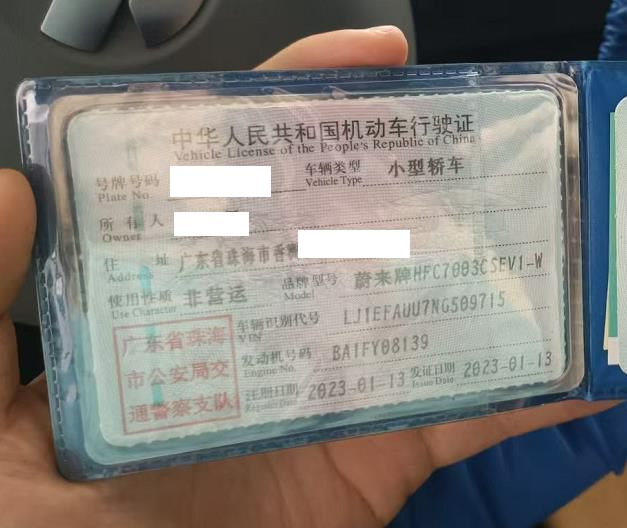 中华人民共和国机动车行驶证
Vehicle License of the People's Republic of China
号牌号码 Plate No. 车辆类型 Vehicle Type 小型轿车
所有人 Owner
住址 Address 广东省珠海市香
使用性质 Use Character 非营运 品牌型号 Model 蔚来牌HFC7003CSEV1-W
车辆识别代号 VIN LJ1EFAUU7NG509715
发动机号码 Engine No. BA1FY08139
注册日期 Register Date 2023-01-13 发证日期 Issue Date 2023-01-13
广东省珠海
市公安局交
通警察支队